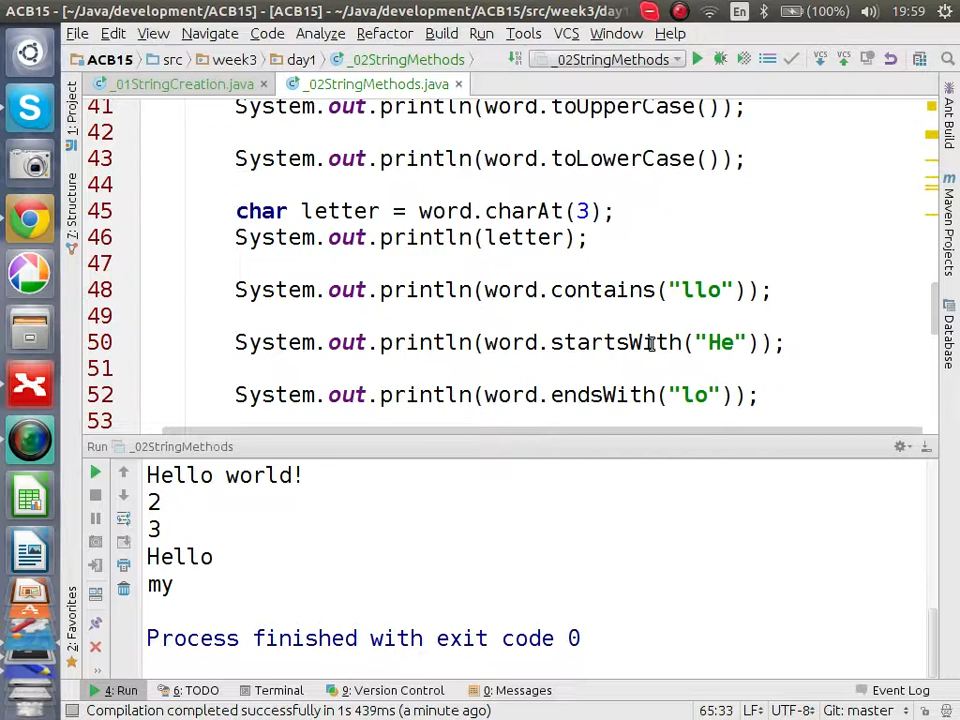 ACB15 - [~/Java/development/ACB15] - [ACB15] - ~/Java/development/ACB15/src/week3/day1 En (100%) 19:59
File Edit View Navigate Code Analyze Refactor Build Run Tools VCS Window Help
ACB15 src week3 day1 _02StringMethods _02StringMethods VCS VCS
_01StringCreation.java _02StringMethods.java
1: Project
7: Structure
2: Favorites
Ant Build
Maven Projects
Database
41 System.out.println(word.toUpperCase());
42
43 System.out.println(word.toLowerCase());
44
45 char letter = word.charAt(3);
46 System.out.println(letter);
47
48 System.out.println(word.contains("llo"));
49
50 System.out.println(word.startsWith("He"));
51
52 System.out.println(word.endsWith("lo"));
53
Run _02StringMethods
Hello world!
2
3
Hello
my
Process finished with exit code 0
4: Run 6: TODO Terminal 9: Version Control 0: Messages Event Log
Compilation completed successfully in 1s 439ms (a minute ago) 65:33 LF UTF-8 Git: master